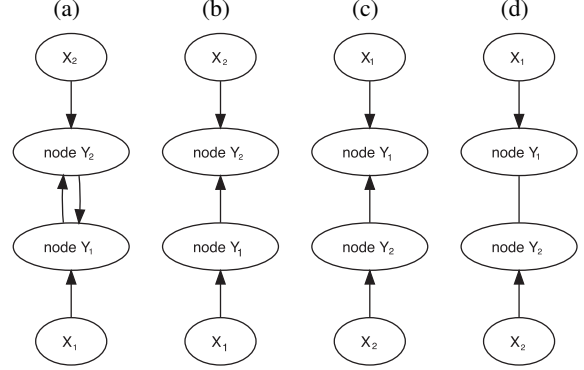 (a) (b) (c) (d)
X₂ X₂ X₁ X₁
node Y₂ node Y₂ node Y₁ node Y₁
node Y₁ node Y₁ node Y₂ node Y₂
X₁ X₁ X₂ X₂